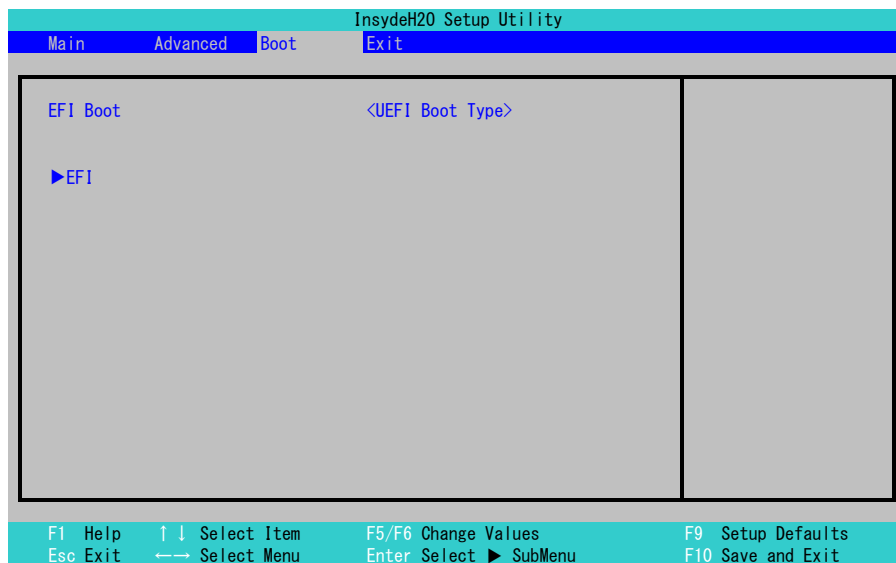 InsydeH2O Setup Utility
Main Advanced Boot Exit
EFI Boot <UEFI Boot Type>
▶EFI
F1 Help ↑↓ Select Item F5/F6 Change Values F9 Setup Defaults
Esc Exit ←→ Select Menu Enter Select ▶ SubMenu F10 Save and Exit